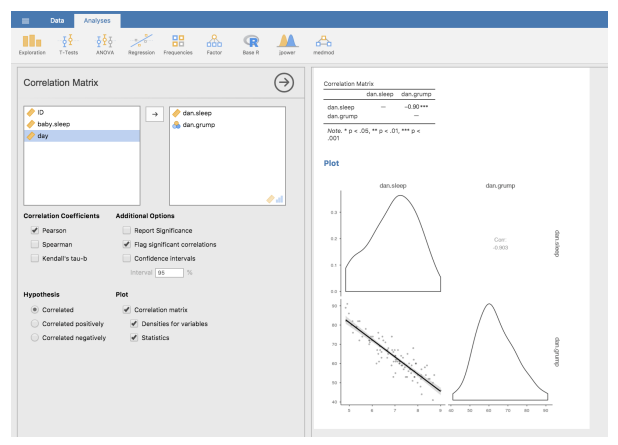 Data Analyses
Exploration T-Tests ANOVA Regression Frequencies Factor Base R jpower medmod
Correlation Matrix
ID
baby.sleep
day
dan.sleep
dan.grump
Correlation Coefficients
Pearson
Spearman
Kendall's tau-b
Additional Options
Report Significance
Flag significant correlations
Confidence intervals
Interval 95 %
Hypothesis
Correlated
Correlated positively
Correlated negatively
Plot
Correlation matrix
Densities for variables
Statistics
Correlation Matrix
dan.sleep dan.grump
dan.sleep — −0.90***
dan.grump —
Note. * p < .05, ** p < .01, *** p <
.001
Plot
dan.sleep dan.grump
0.3
0.2
0.1
0.0
Corr
-0.903
dan.sleep
90
80
70
60
50
40
dan.grump
5 6 7 8 9 40 50 60 70 80 90